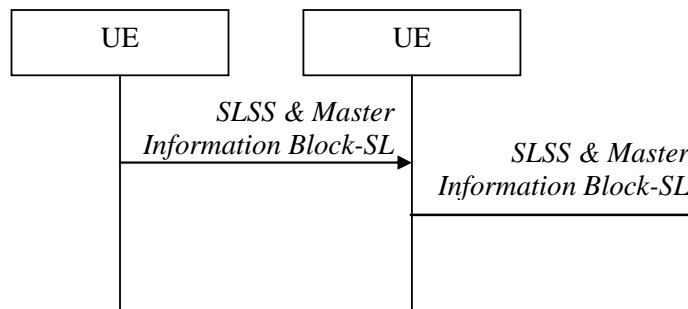 UE
UE
SLSS & Master
Information Block-SL
SLSS & Master
Information Block-SL